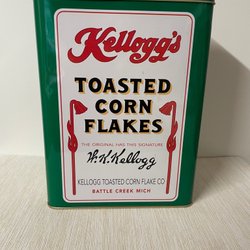 Kellogg's
TOASTED
CORN
FLAKES
THE ORIGINAL HAS THIS SIGNATURE
W.K.Kellogg
KELLOGG TOASTED CORN FLAKE CO
BATTLE CREEK MICH